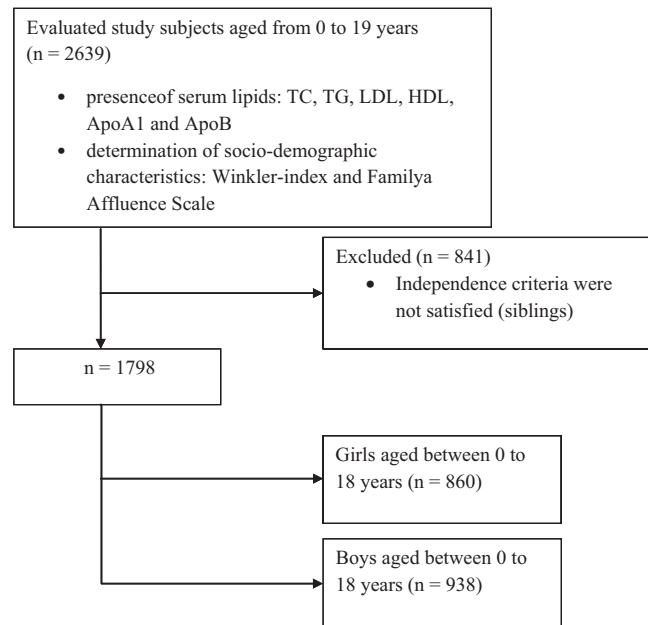 Evaluated study subjects aged from 0 to 19 years
(n = 2639)
• presenceof serum lipids: TC, TG, LDL, HDL,
ApoA1 and ApoB
• determination of socio-demographic
characteristics: Winkler-index and Familya
Affluence Scale
Excluded (n = 841)
• Independence criteria were
not satisfied (siblings)
n = 1798
Girls aged between 0 to
18 years (n = 860)
Boys aged between 0 to
18 years (n = 938)